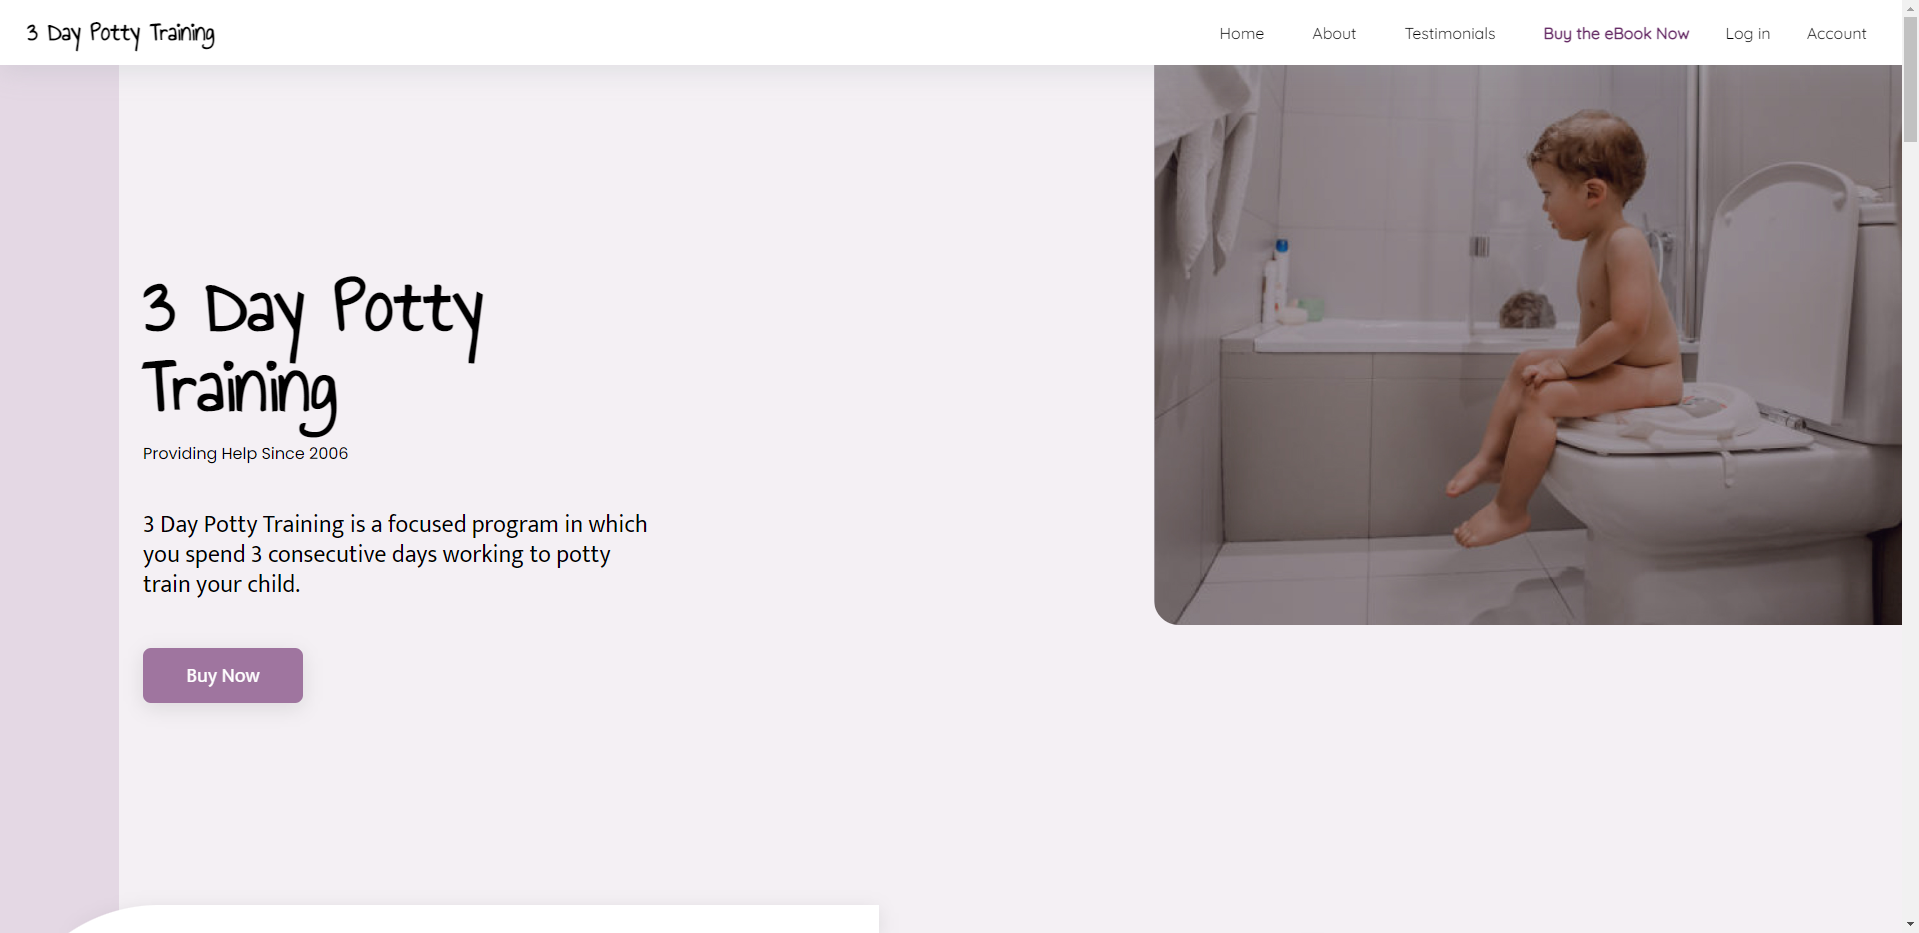 3 Day Potty Training
Home
About
Testimonials
Buy the eBook Now
Log in
Account
3 Day Potty
Training
Providing Help Since 2006
3 Day Potty Training is a focused program in which
you spend 3 consecutive days working to potty
train your child.
Buy Now